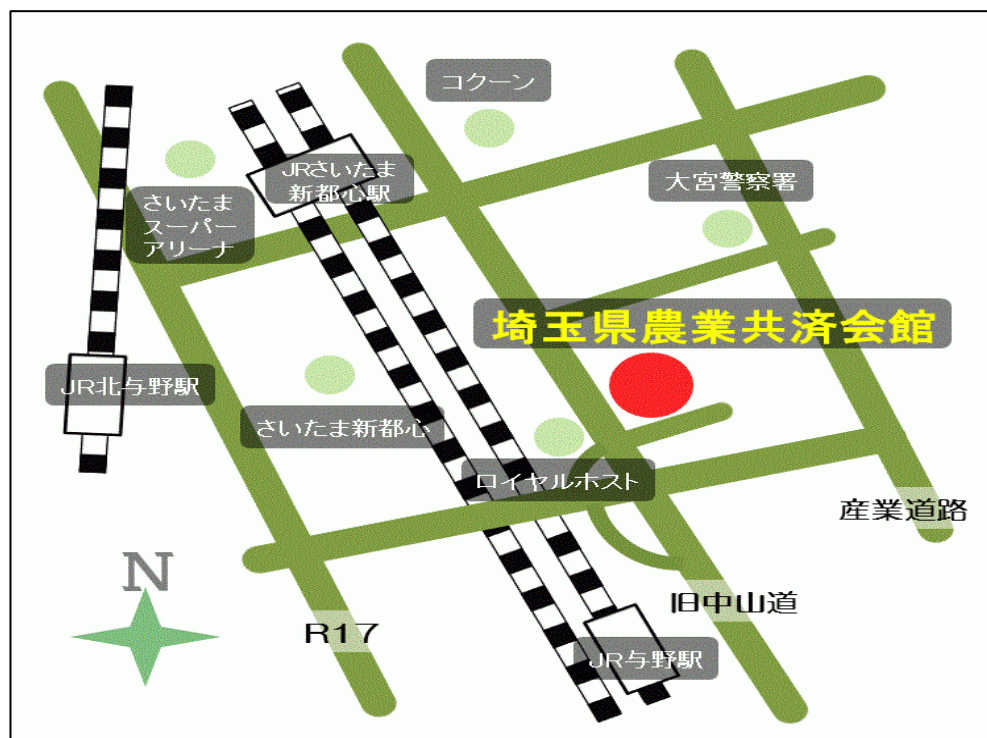 コクーン
JRさいたま
新都心駅
大宮警察署
さいたま
スーパー
アリーナ
埼玉県農業共済会館
JR北与野駅
さいたま新都心
ロイヤルホスト
産業道路
N
旧中山道
R17
JR与野駅